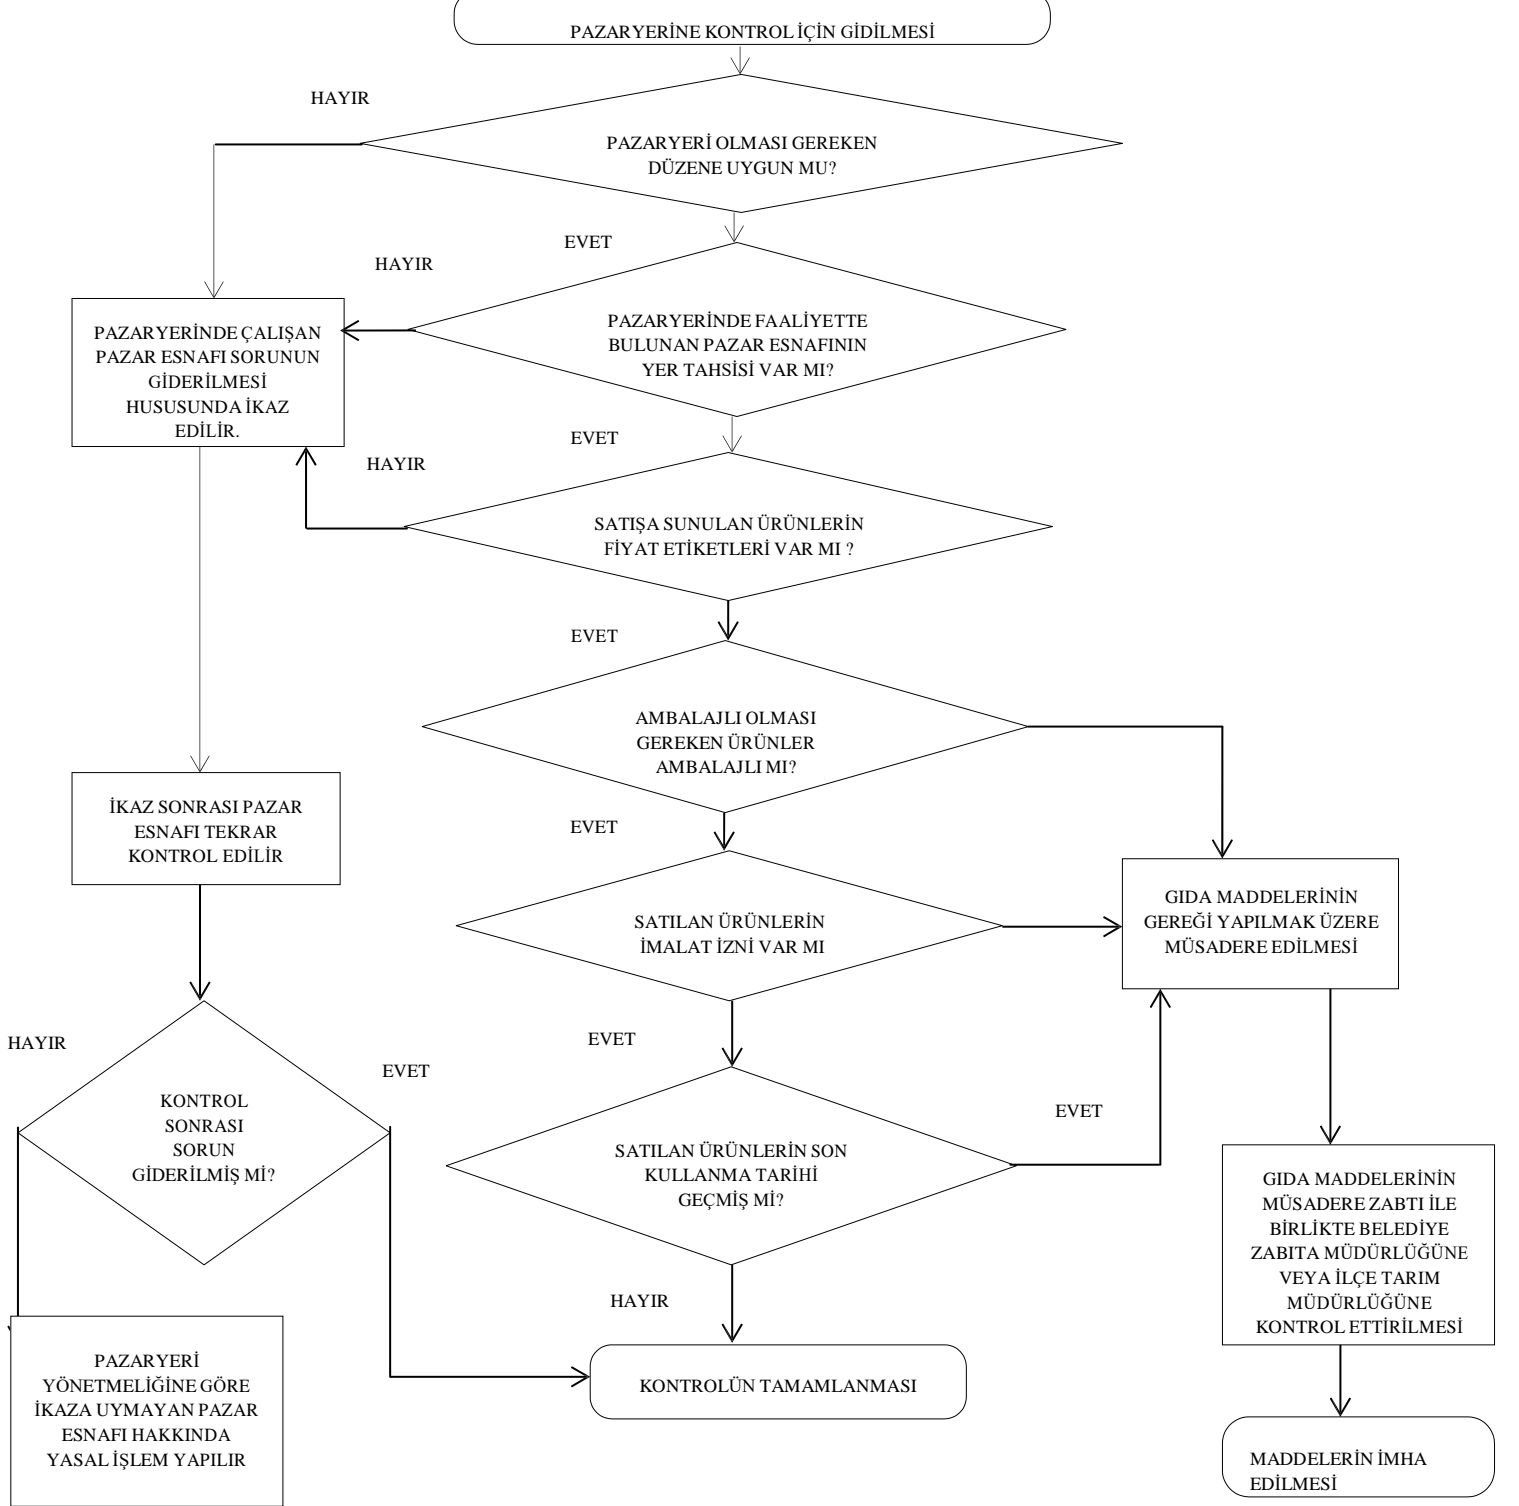 PAZARYERİNE KONTROL İÇİN GİDİLMESİ
HAYIR
PAZARYERİ OLMASI GEREKEN
DÜZENE UYGUN MU?
EVET
HAYIR
PAZARYERİNDE FAALİYETTE
BULUNAN PAZAR ESNAFININ
YER TAHSİSİ VAR MI?
PAZARYERİNDE ÇALIŞAN
PAZAR ESNAFI SORUNUN
GİDERİLMESİ
HUSUSUNDA İKAZ
EDİLİR.
EVET
HAYIR
SATIŞA SUNULAN ÜRÜNLERİN
FİYAT ETİKETLERİ VAR MI ?
EVET
AMBALAJLI OLMASI
GEREKEN ÜRÜNLER
AMBALAJLI MI?
İKAZ SONRASI PAZAR
ESNAFI TEKRAR
KONTROL EDİLİR
EVET
SATILAN ÜRÜNLERİN
İMALAT İZNİ VAR MI
GIDA MADDELERİNİN
GEREĞİ YAPILMAK ÜZERE
MÜSADERE EDİLMESİ
HAYIR
EVET
EVET
KONTROL
SONRASI
SORUN
GİDERİLMİŞ Mİ?
EVET
SATILAN ÜRÜNLERİN SON
KULLANMA TARİHİ
GEÇMİŞ Mİ?
GIDA MADDELERİNİN
MÜSADERE ZABTI İLE
BİRLİKTE BELEDİYE
ZABITA MÜDÜRLÜĞÜNE
VEYA İLÇE TARIM
MÜDÜRLÜĞÜNE
KONTROL ETTİRİLMESİ
HAYIR
PAZARYERİ
YÖNETMELİĞİNE GÖRE
İKAZA UYMAYAN PAZAR
ESNAFI HAKKINDA
YASAL İŞLEM YAPILIR
KONTROLÜN TAMAMLANMASI
MADDELERİN İMHA
EDİLMESİ